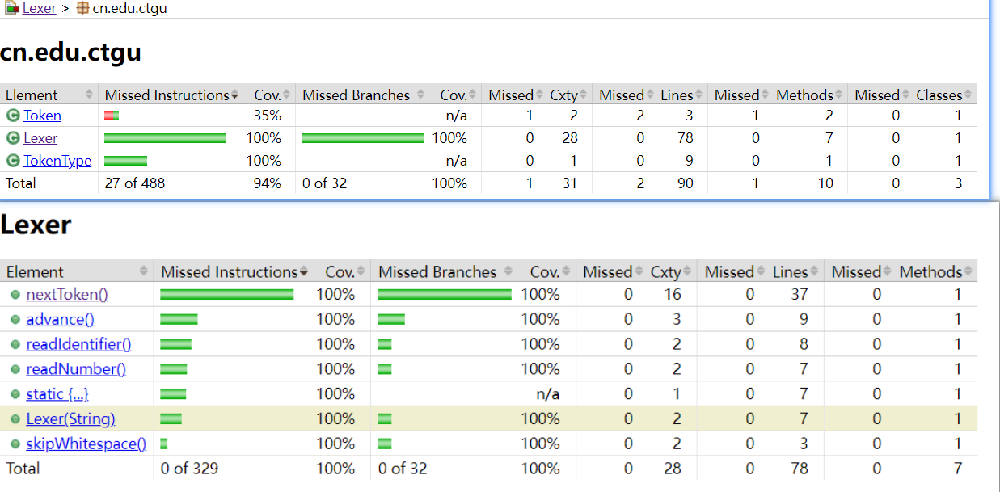 Lexer > cn.edu.ctgu
cn.edu.ctgu
Element Missed Instructions Cov. Missed Branches Cov. Missed Cxty Missed Lines Missed Methods Missed Classes
Token 35% n/a 1 2 2 3 1 2 0 1
Lexer 100% 100% 0 28 0 78 0 7 0 1
TokenType 100% n/a 0 1 0 9 0 1 0 1
Total 27 of 488 94% 0 of 32 100% 1 31 2 90 1 10 0 3
Lexer
Element Missed Instructions Cov. Missed Branches Cov. Missed Cxty Missed Lines Missed Methods
nextToken() 100% 100% 0 16 0 37 0 1
advance() 100% 100% 0 3 0 9 0 1
readIdentifier() 100% 100% 0 2 0 8 0 1
readNumber() 100% 100% 0 2 0 7 0 1
static {...} 100% n/a 0 1 0 7 0 1
Lexer(String) 100% 100% 0 2 0 7 0 1
skipWhitespace() 100% 100% 0 2 0 3 0 1
Total 0 of 329 100% 0 of 32 100% 0 28 0 78 0 7